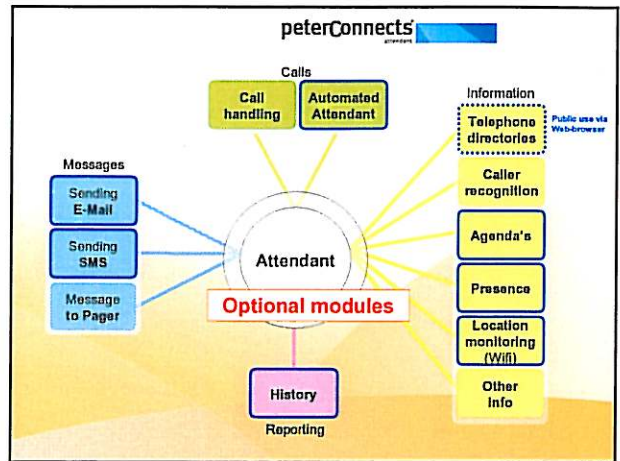 peterConnects
attendant
Calls
Call
handling
Automated
Attendant
Information
Telephone
directories
Public use via
Web-browser
Caller
recognition
Agenda's
Presence
Location
monitoring
(Wifi)
Other
Info
Messages
Sending
E-Mail
Sending
SMS
Message
to Pager
Attendant
Optional modules
History
Reporting